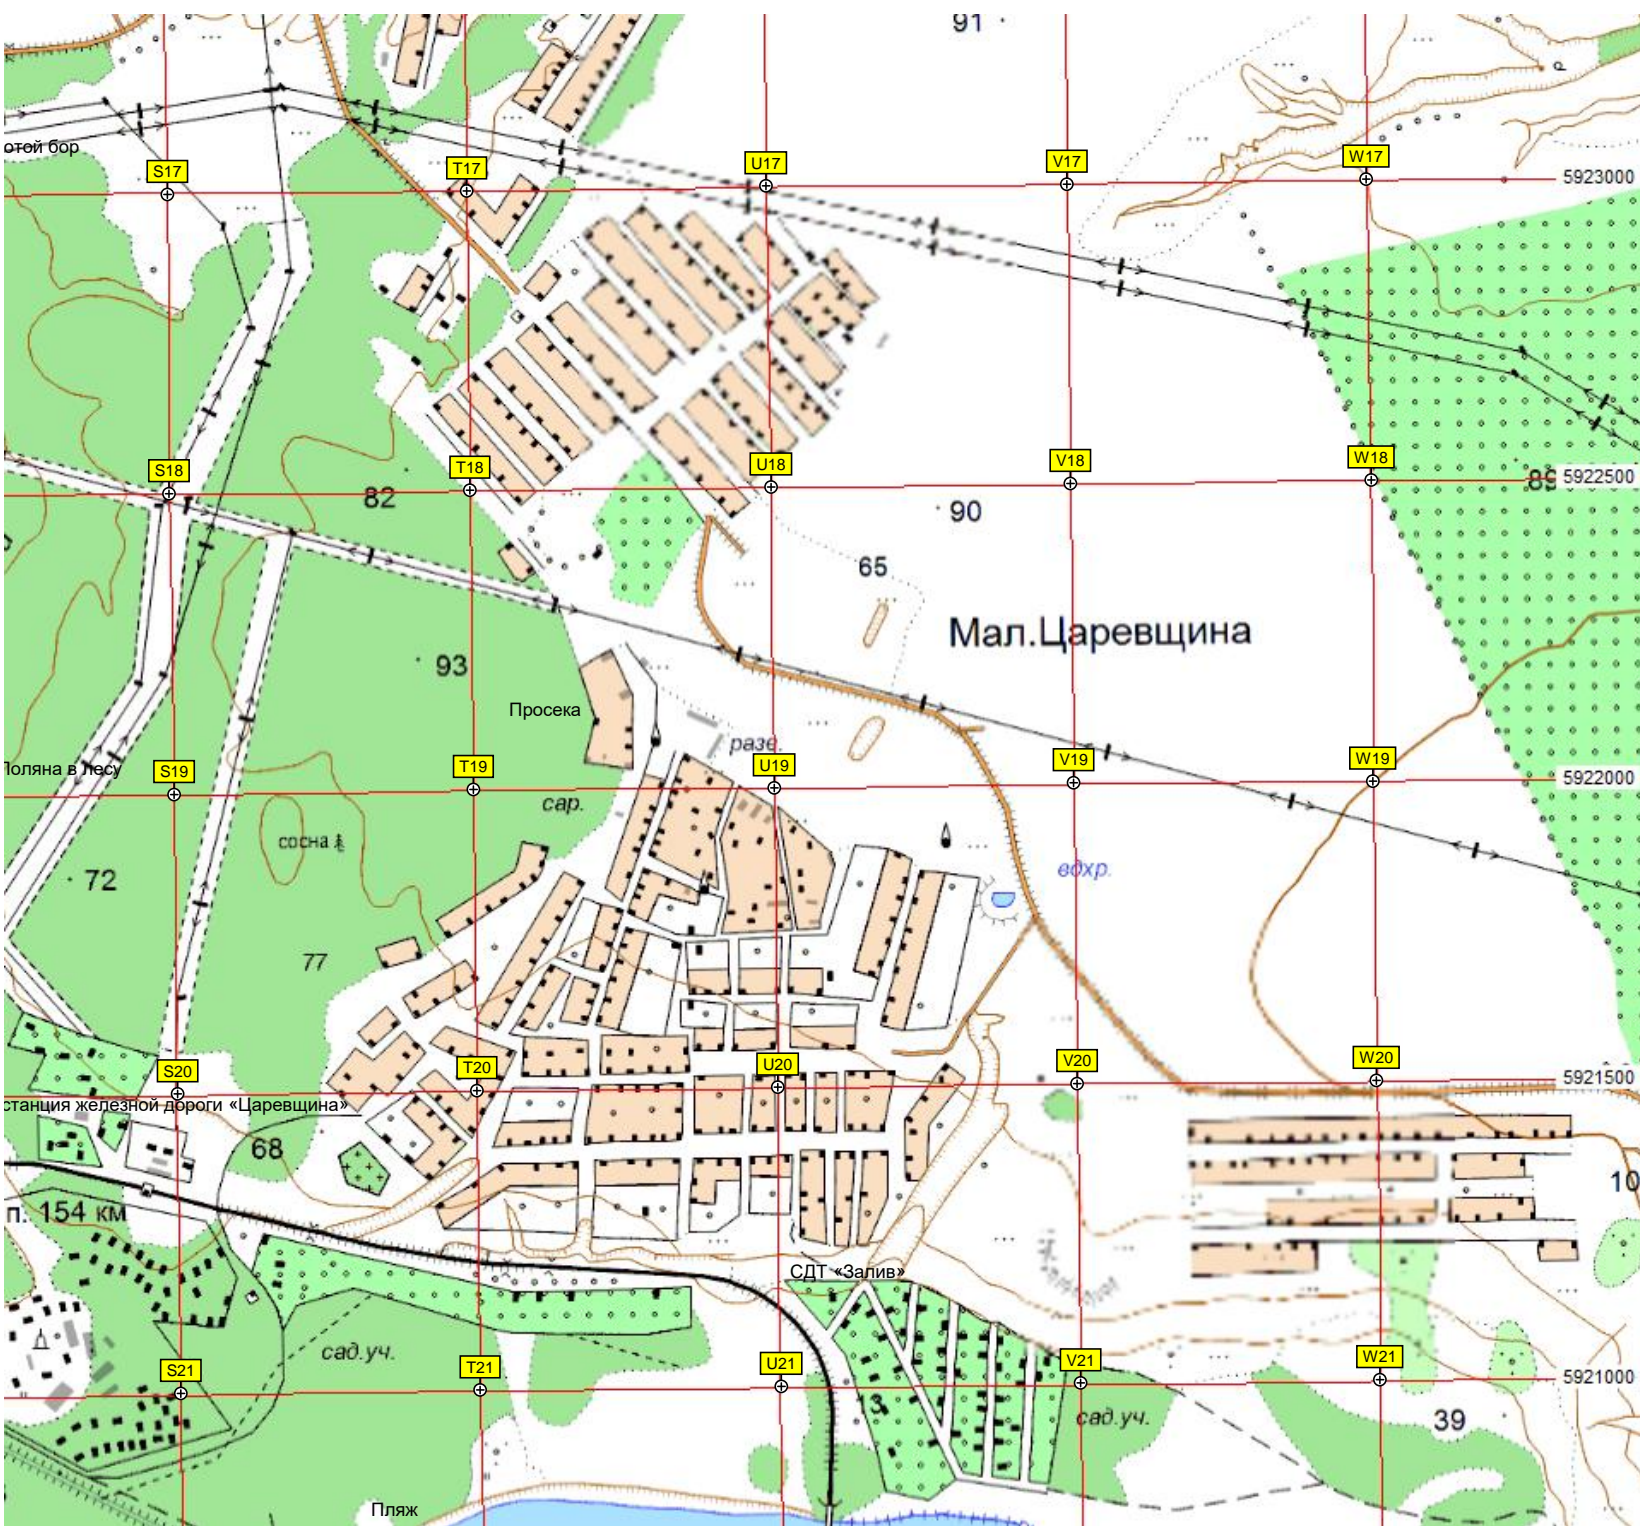 91
отой бор
S17
T17
U17
V17
W17
5923000
S18
T18
U18
V18
W18
5922500
82
90
65
Мал.Царевщина
93
Просека
разв.
Поляна в лесу
S19
T19
U19
V19
W19
5922000
сар.
сосна
вдхр.
72
77
S20
T20
U20
V20
W20
5921500
станция железной дороги «Царевщина»
68
10
п. 154 км
СДТ «Залив»
сад.уч.
S21
T21
U21
V21
W21
5921000
13
сад.уч.
39
Пляж